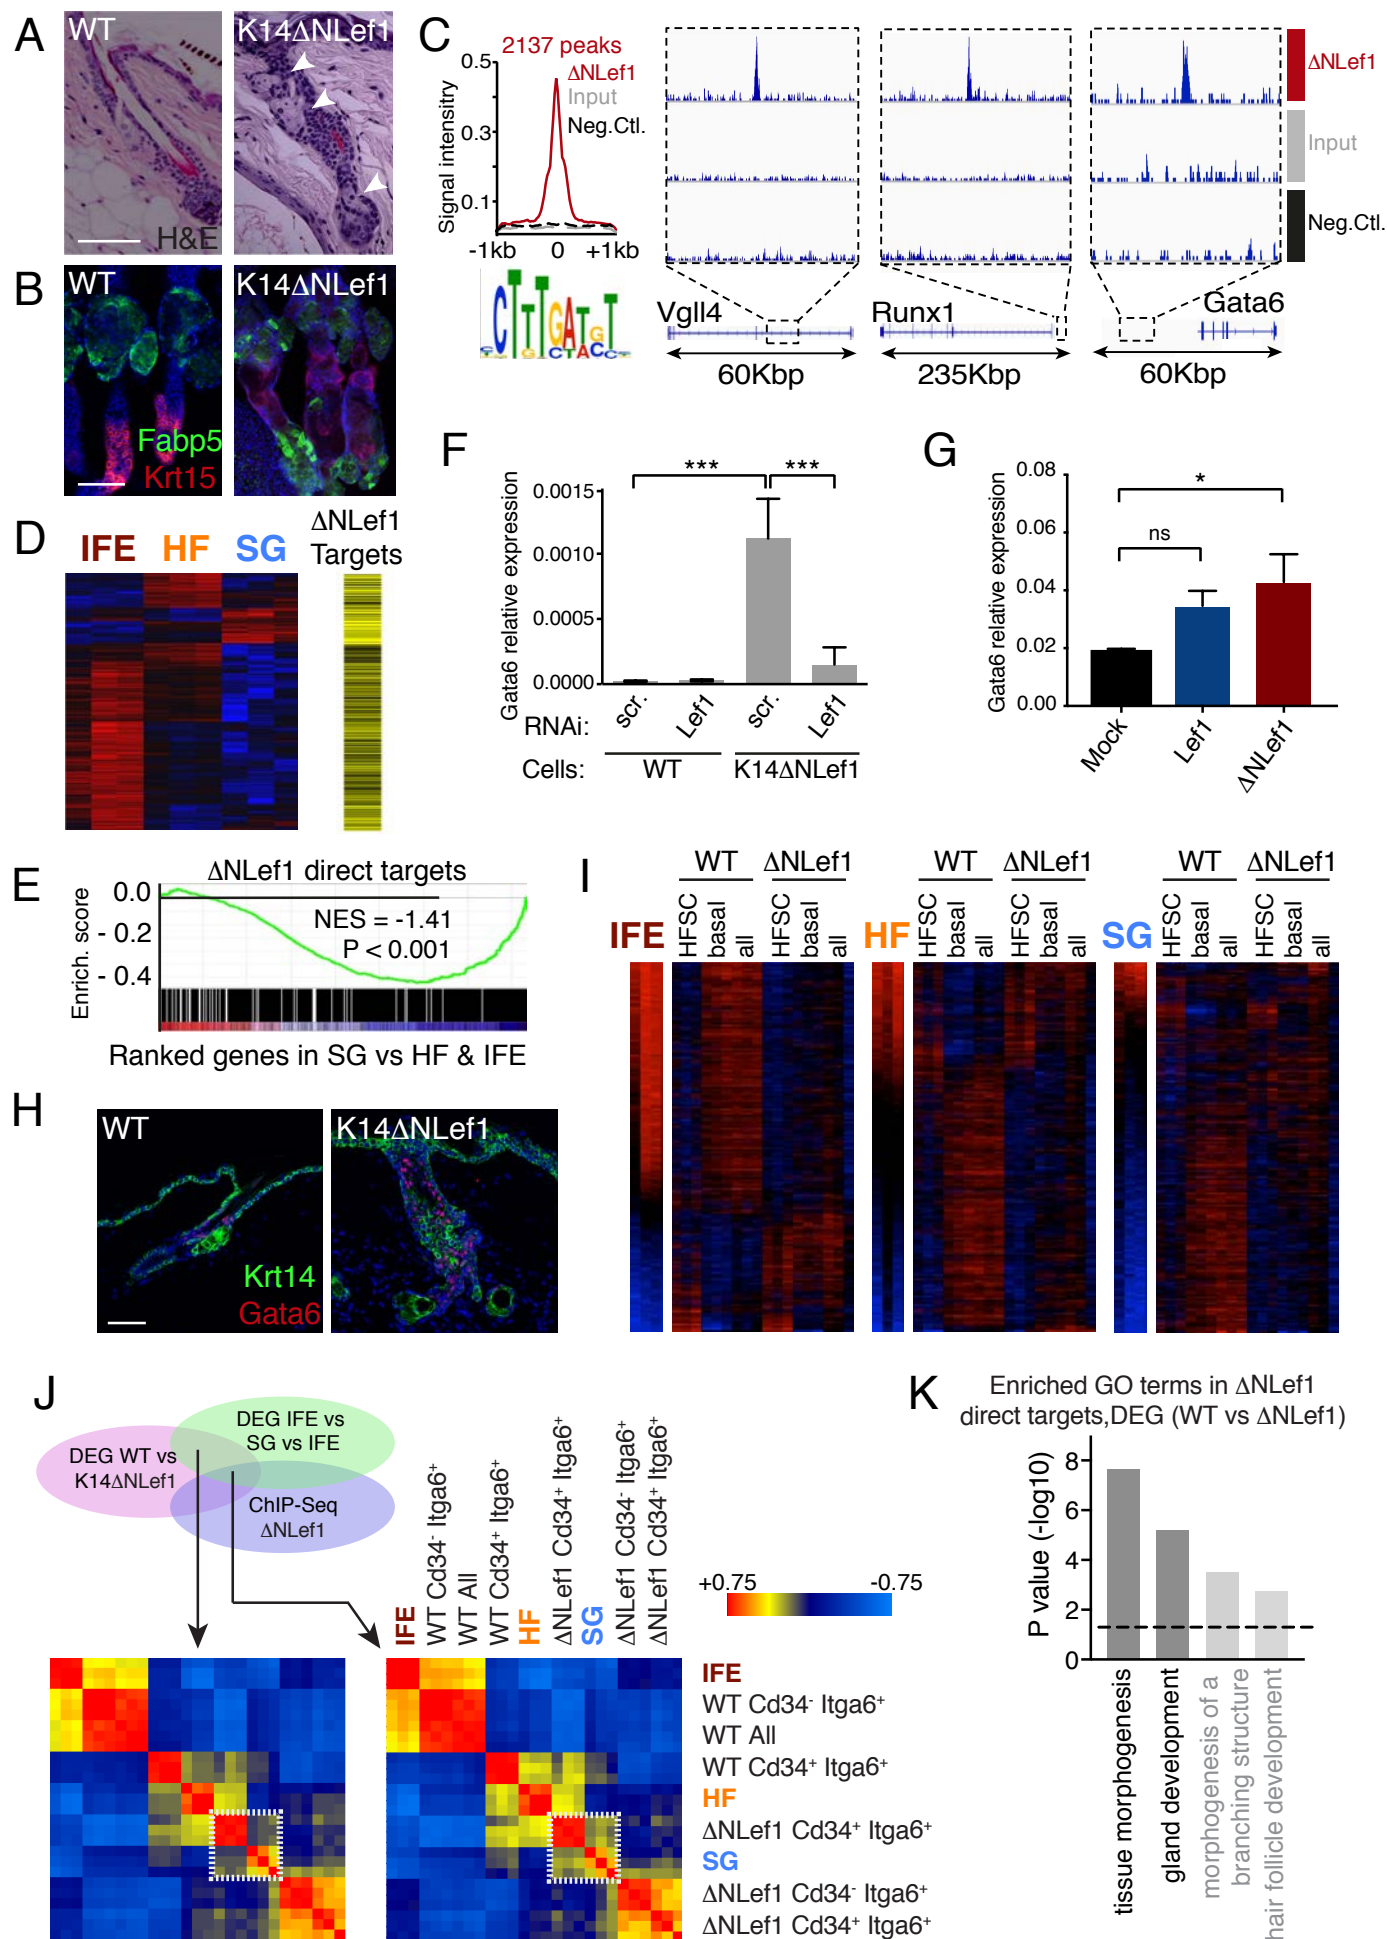 A
WT
K14ΔNLef1
H&E
B
WT
K14ΔNLef1
Fabp5
Krt15
C
2137 peaks
ΔNLef1
Input
Neg.Ctl.
Signal intensitry
0.5
0.3
0.1
-1kb
0
+1kb
CTTTGATGT
ΔNLef1
Input
Neg.Ctl.
Vgll4
Runx1
Gata6
60Kbp
235Kbp
60Kbp
D
IFE
HF
SG
ΔNLef1
Targets
F
Gata6 relative expression
0.0015
0.0010
0.0005
0.0000
***
***
RNAi:
scr.
Lef1
scr.
Lef1
Cells:
WT
K14ΔNLef1
G
Gata6 relative expression
0.08
0.06
0.04
0.02
0.00
ns
*
Mock
Lef1
ΔNLef1
E
ΔNLef1 direct targets
Enrich. score
0.0
- 0.2
- 0.4
NES = -1.41
P < 0.001
Ranked genes in SG vs HF & IFE
H
WT
K14ΔNLef1
Krt14
Gata6
I
WT
ΔNLef1
WT
ΔNLef1
WT
ΔNLef1
IFE
HFSC
basal
all
HFSC
basal
all
HF
HFSC
basal
all
HFSC
basal
all
SG
HFSC
basal
all
HFSC
basal
all
J
DEG IFE vs
SG vs IFE
DEG WT vs
K14ΔNLef1
ChIP-Seq
ΔNLef1
IFE
WT Cd34- Itga6+
WT All
WT Cd34+ Itga6+
HF
ΔNLef1 Cd34+ Itga6+
SG
ΔNLef1 Cd34- Itga6+
ΔNLef1 Cd34+ Itga6+
+0.75
-0.75
IFE
WT Cd34- Itga6+
WT All
WT Cd34+ Itga6+
HF
ΔNLef1 Cd34+ Itga6+
SG
ΔNLef1 Cd34- Itga6+
ΔNLef1 Cd34+ Itga6+
K
Enriched GO terms in ΔNLef1
direct targets,DEG (WT vs ΔNLef1)
P value (-log10)
8
6
4
2
0
tissue morphogenesis
gland development
morphogenesis of a
branching structure
hair follicle development